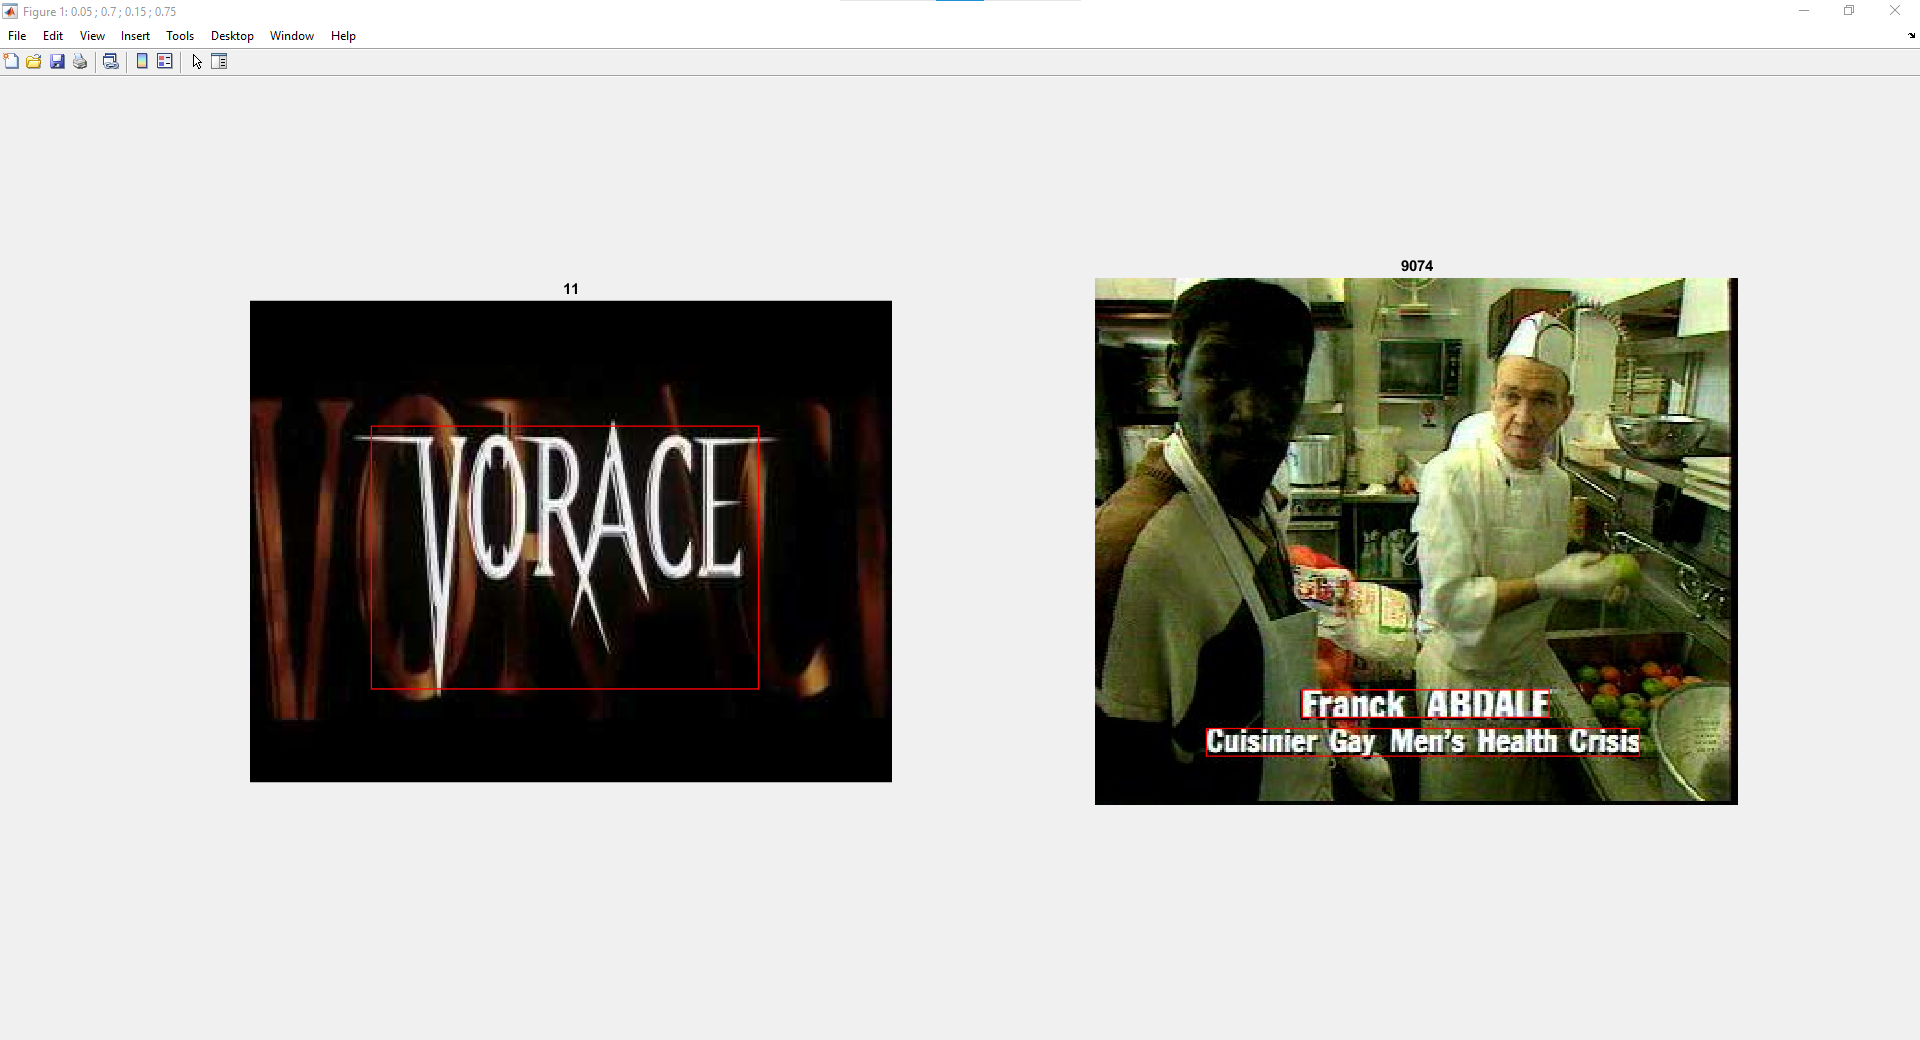 Figure 1: 0.05 ; 0.7 ; 0.15 ; 0.75
File Edit View Insert Tools Desktop Window Help
11
VORACE
9074
Franck ABDALE
Cuisinier Gay Men's Health Crisis